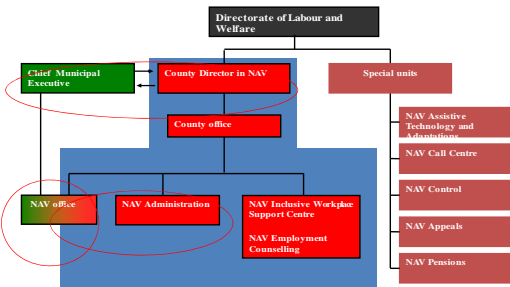 Directorate of Labour and
Welfare
Chief Municipal
Executive
County Director in NAV
Special units
County office
NAV Assistive
Technology and
Adaptations
NAV Call Centre
NAV Control
NAV Appeals
NAV Pensions
NAV office
NAV Administration
NAV Inclusive Workplace
Support Centre
NAV Employment
Counselling